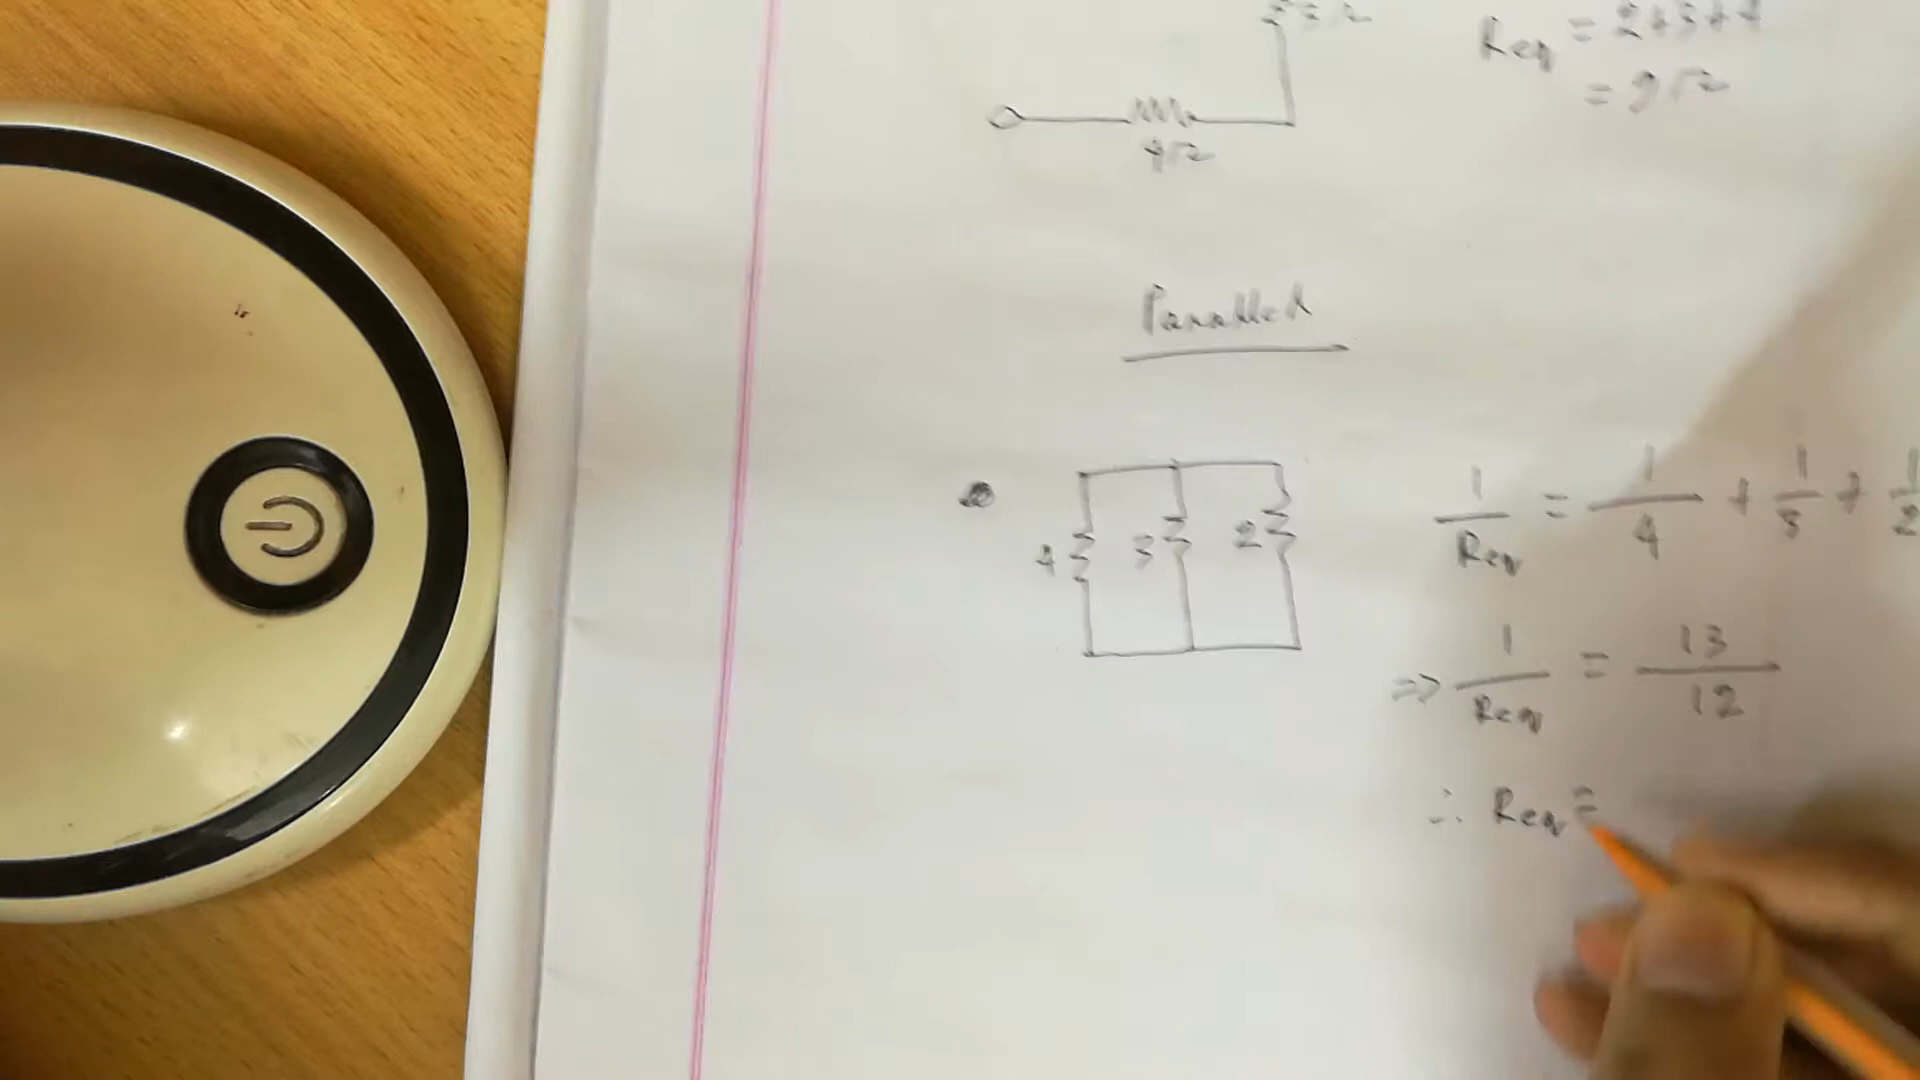 Req = 2+3+4
= 9Ω
4Ω
Parallel
4 3 2
1/Req = 1/4 + 1/3 + 1/2
=> 1/Req = 13/12
∴ Req =